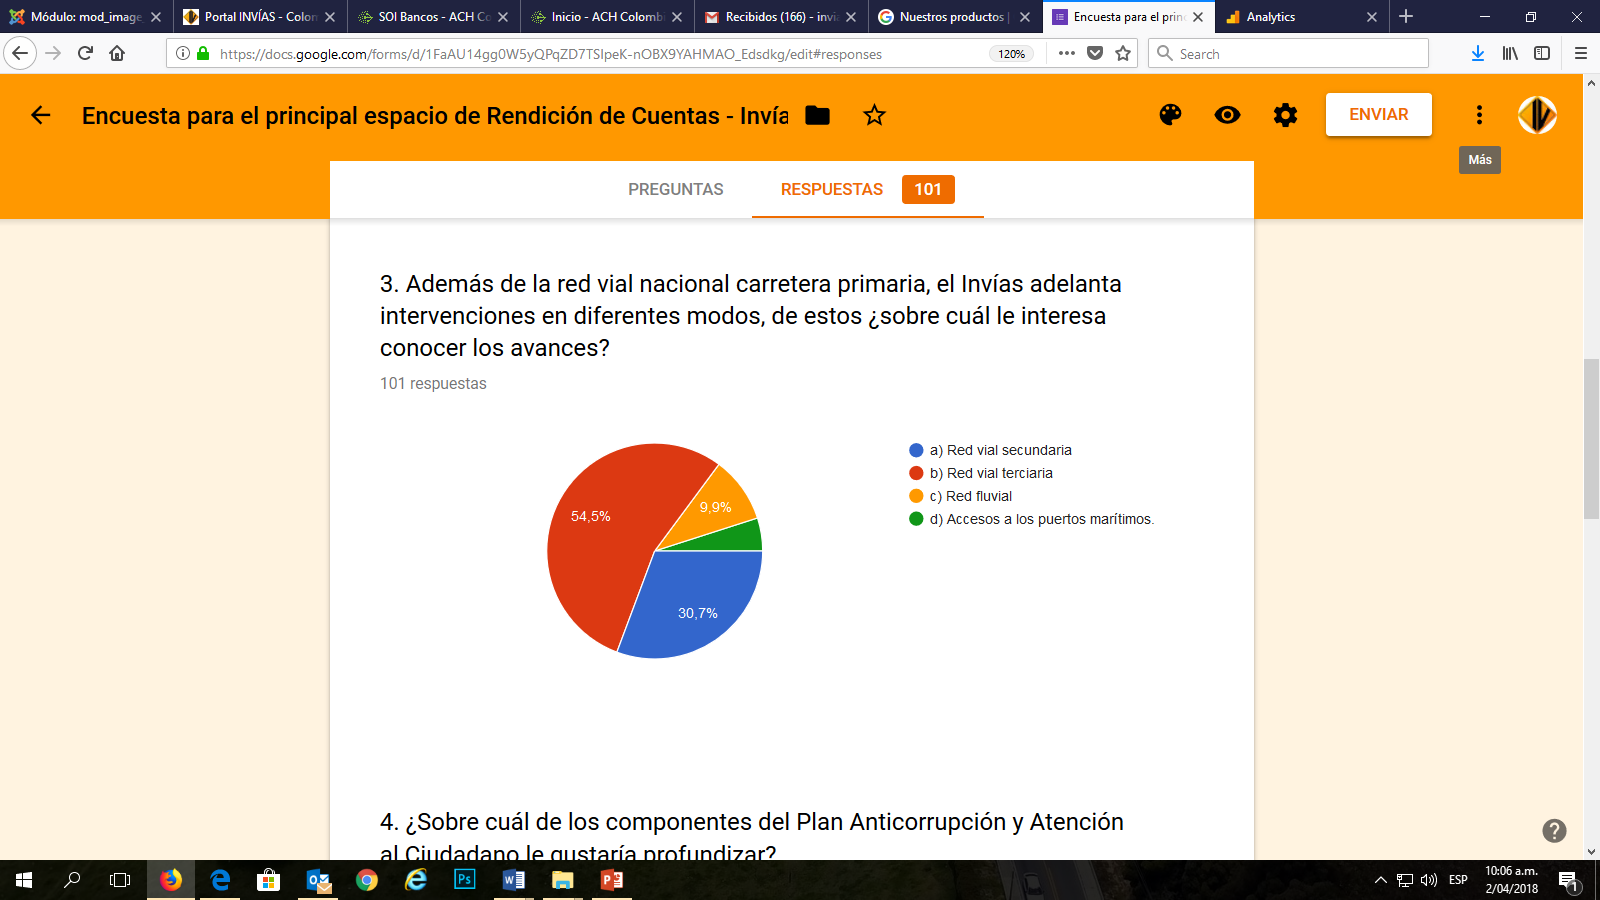 Módulo: mod_image
Portal INVÍAS - Colom
SOI Bancos - ACH Co
Inicio - ACH Colombi
Recibidos (166) - invia
Nuestros productos |
Encuesta para el princ
Analytics
https://docs.google.com/forms/d/1FaAU14gg0W5yQPqZD7TSIpeK-nOBX9YAHMAO_Edsdkg/edit#responses
120%
Search
Encuesta para el principal espacio de Rendición de Cuentas - Invía
ENVIAR
Más
PREGUNTAS
RESPUESTAS 101
3. Además de la red vial nacional carretera primaria, el Invías adelanta
intervenciones en diferentes modos, de estos ¿sobre cuál le interesa
conocer los avances?
101 respuestas
a) Red vial secundaria
b) Red vial terciaria
c) Red fluvial
d) Accesos a los puertos marítimos.
54,5%
9,9%
30,7%
4. ¿Sobre cuál de los componentes del Plan Anticorrupción y Atención
al Ciudadano le gustaría profundizar?
ESP
10:06 a.m.
2/04/2018
1